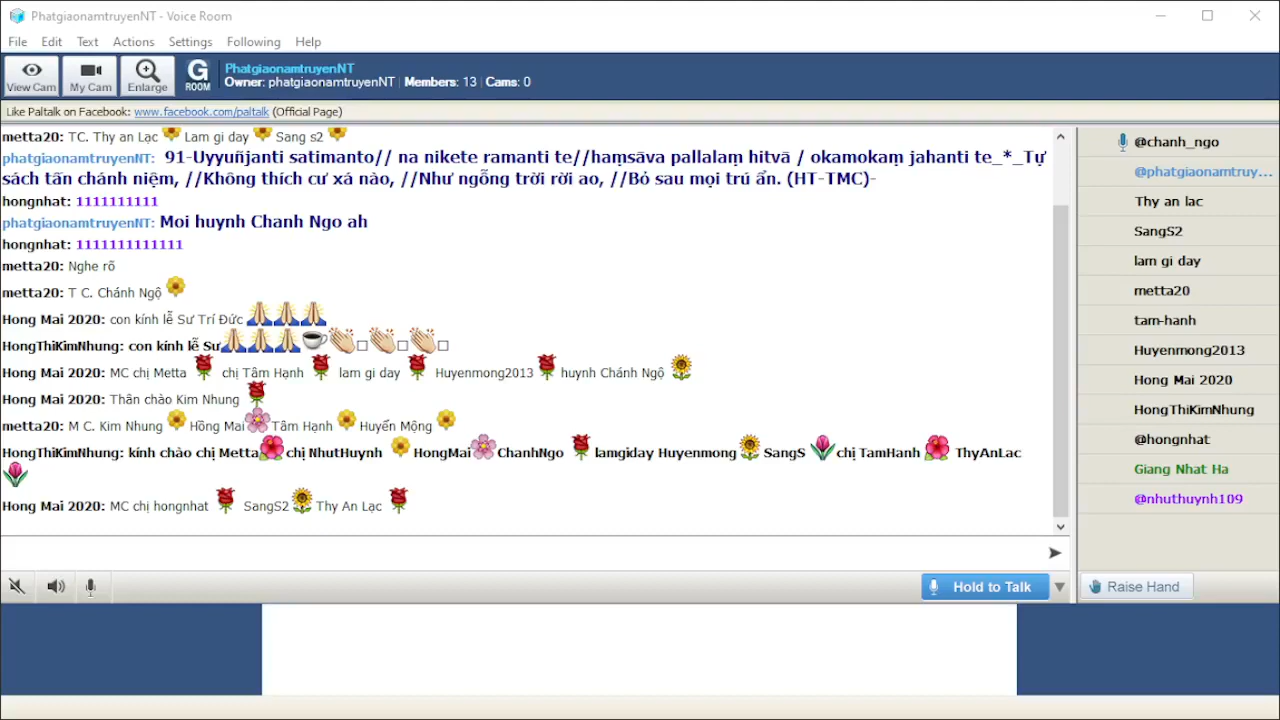 PhatgiaonamtruyenNT - Voice Room
File Edit Text Actions Settings Following Help
View Cam My Cam Enlarge G ROOM
PhatgiaonamtruyenNT
Owner: phatgiaonamtruyenNT | Members: 13 | Cams: 0
Like Paltalk on Facebook: www.facebook.com/paltalk (Official Page)
metta20: TC. Thy an Lạc Lam gi day Sang s2
phatgiaonamtruyenNT: 91-Uyyuñjanti satimanto// na nikete ramanti te//haṃsāva pallalaṃ hitvā / okamokaṃ jahanti te_*_Tự
sách tấn chánh niệm, //Không thích cư xá nào, //Như ngỗng trời rời ao, //Bỏ sau mọi trú ẩn. (HT-TMC)-
hongnhat: 1111111111
phatgiaonamtruyenNT: Moi huynh Chanh Ngo ah
hongnhat: 1111111111111
metta20: Nghe rõ
metta20: T C. Chánh Ngộ
Hong Mai 2020: con kính lễ Sư Trí Đức
HongThiKimNhung: con kính lễ Sư
Hong Mai 2020: MC chị Metta chị Tâm Hạnh lam gi day Huyenmong2013 huynh Chánh Ngộ
Hong Mai 2020: Thân chào Kim Nhung
metta20: M C. Kim Nhung Hồng Mai Tâm Hạnh Huyến Mộng
HongThiKimNhung: kính chào chị Metta chị NhutHuynh HongMai ChanhNgo lamgiday Huyenmong SangS chị TamHanh ThyAnLac
Hong Mai 2020: MC chị hongnhat SangS2 Thy An Lạc
Hold to Talk
@chanh_ngo
@phatgiaonamtruy...
Thy an lac
SangS2
lam gi day
metta20
tam-hanh
Huyenmong2013
Hong Mai 2020
HongThiKimNhung
@hongnhat
Giang Nhat Ha
@nhuthuynh109
Raise Hand